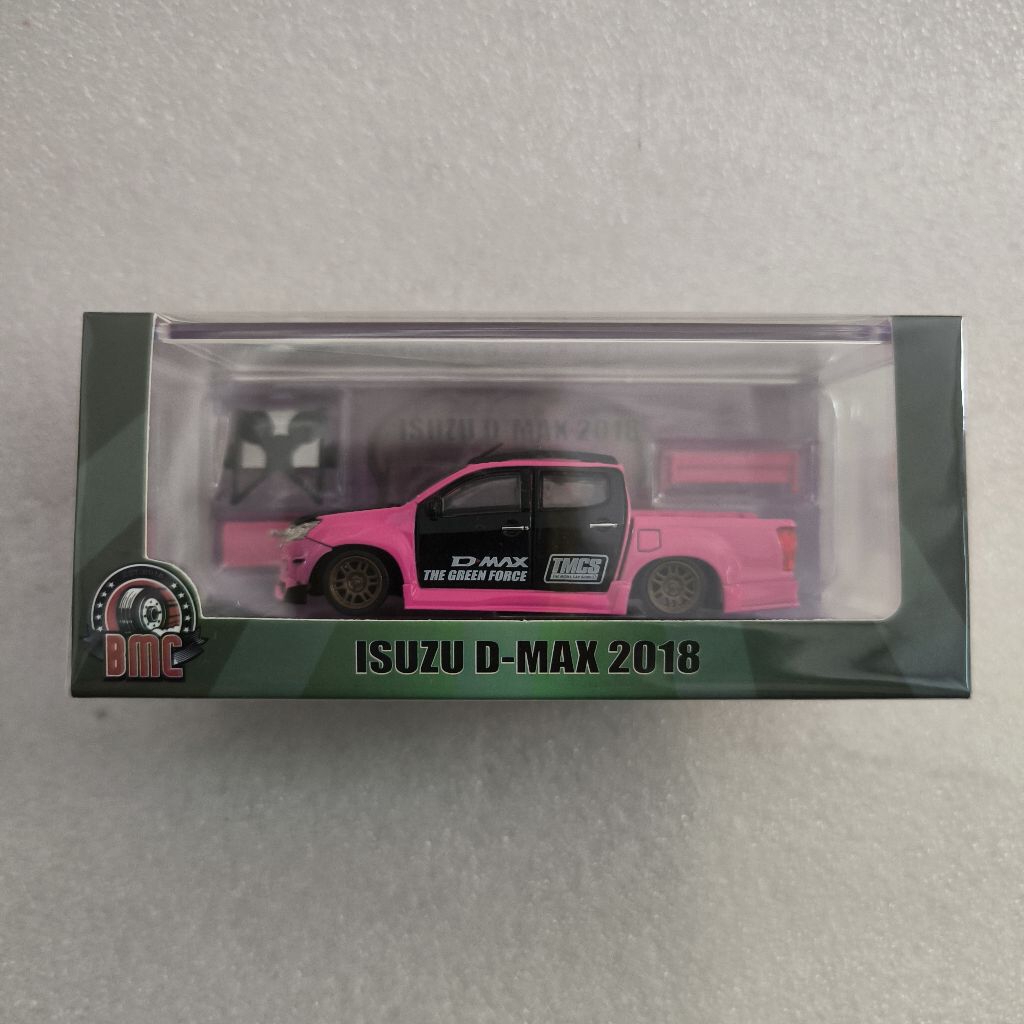 ISUZU D-MAX 2018
D-MAX
THE GREEN FORCE
TMCS
BMC
ISUZU D-MAX 2018